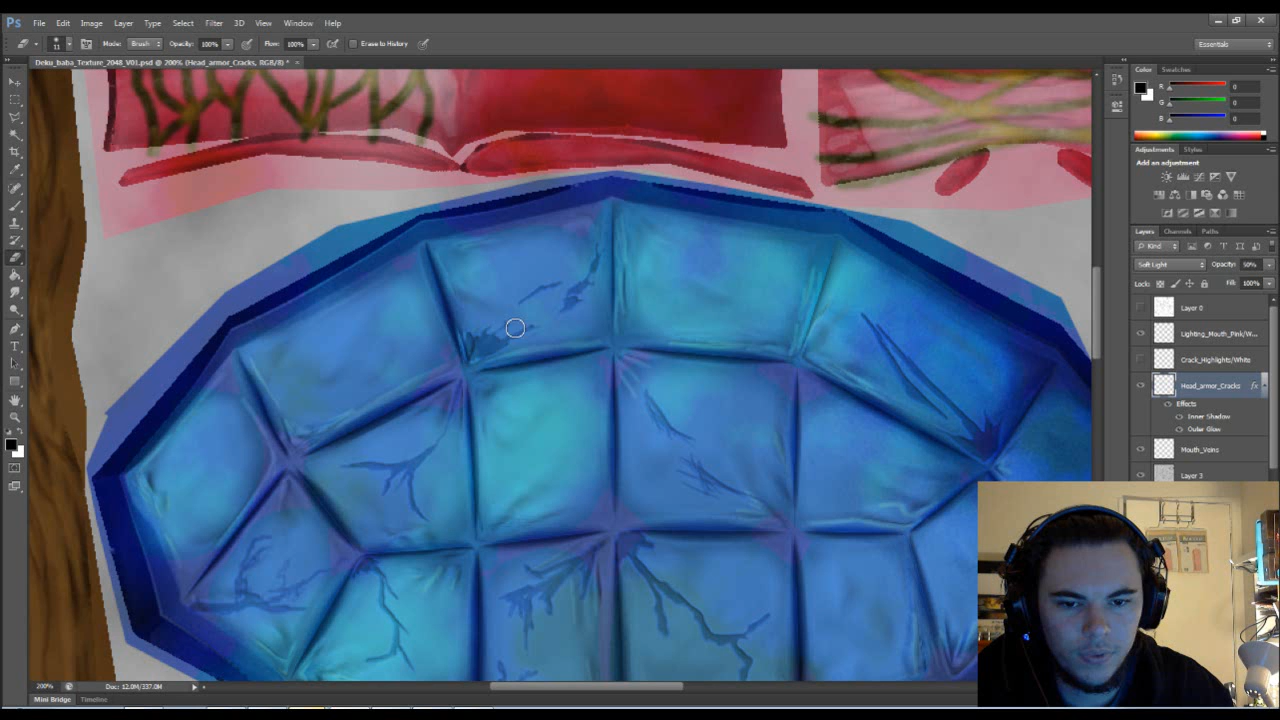 Ps File Edit Image Layer Type Select Filter 3D View Window Help
11 Mode: Brush Opacity: 100% Flow: 100% Erase to History Essentials
Deku_baba_Texture_2048_V01.psd @ 200% (Head_armor_Cracks, RGB/8) * ×
Color Swatches
R 0
G 0
B 0
Adjustments Styles
Add an adjustment
Layers Channels Paths
Kind
Soft Light Opacity: 50%
Lock: Fill: 100%
Layer 0
Lighting_Mouth_Pink/W...
Crack_Highlights/White
Head_armor_Cracks fx
Effects
Inner Shadow
Outer Glow
Mouth_Veins
Layer 3
200% Doc: 12.0M/337.0M
Mini Bridge Timeline